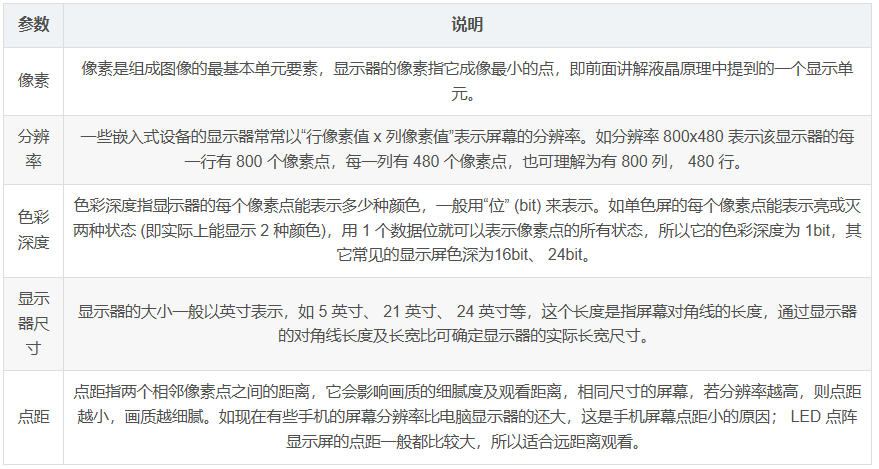 参数 说明
像素 像素是组成图像的最基本单元要素，显示器的像素指它成像最小的点，即前面讲解液晶原理中提到的一个显示单
元。
分辨
率
一些嵌入式设备的显示器常常以“行像素值 x 列像素值”表示屏幕的分辨率。如分辨率 800x480 表示该显示器的每
一行有 800 个像素点，每一列有 480 个像素点，也可理解为有 800 列， 480 行。
色彩
深度
色彩深度指显示器的每个像素点能表示多少种颜色，一般用“位” (bit) 来表示。如单色屏的每个像素点能表示亮或灭
两种状态 (即实际上能显示 2 种颜色)，用 1 个数据位就可以表示像素点的所有状态，所以它的色彩深度为 1bit，其
它常见的显示屏色深为16bit、 24bit。
显示
器尺
寸
显示器的大小一般以英寸表示，如 5 英寸、 21 英寸、 24 英寸等，这个长度是指屏幕对角线的长度，通过显示器
的对角线长度及长宽比可确定显示器的实际长宽尺寸。
点距
点距指两个相邻像素点之间的距离，它会影响画质的细腻度及观看距离，相同尺寸的屏幕，若分辨率越高，则点距
越小，画质越细腻。如现在有些手机的屏幕分辨率比电脑显示器的还大，这是手机屏幕点距小的原因； LED 点阵
显示屏的点距一般都比较大，所以适合远距离观看。